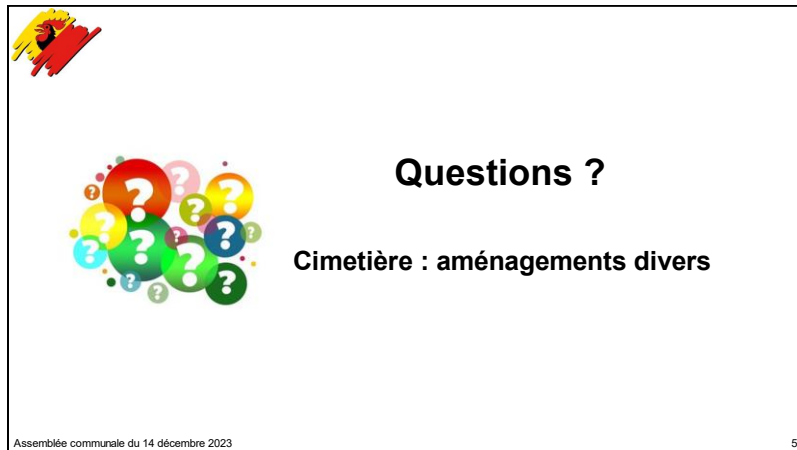 Questions ?
Cimetière : aménagements divers
Assemblée communale du 14 décembre 2023
5